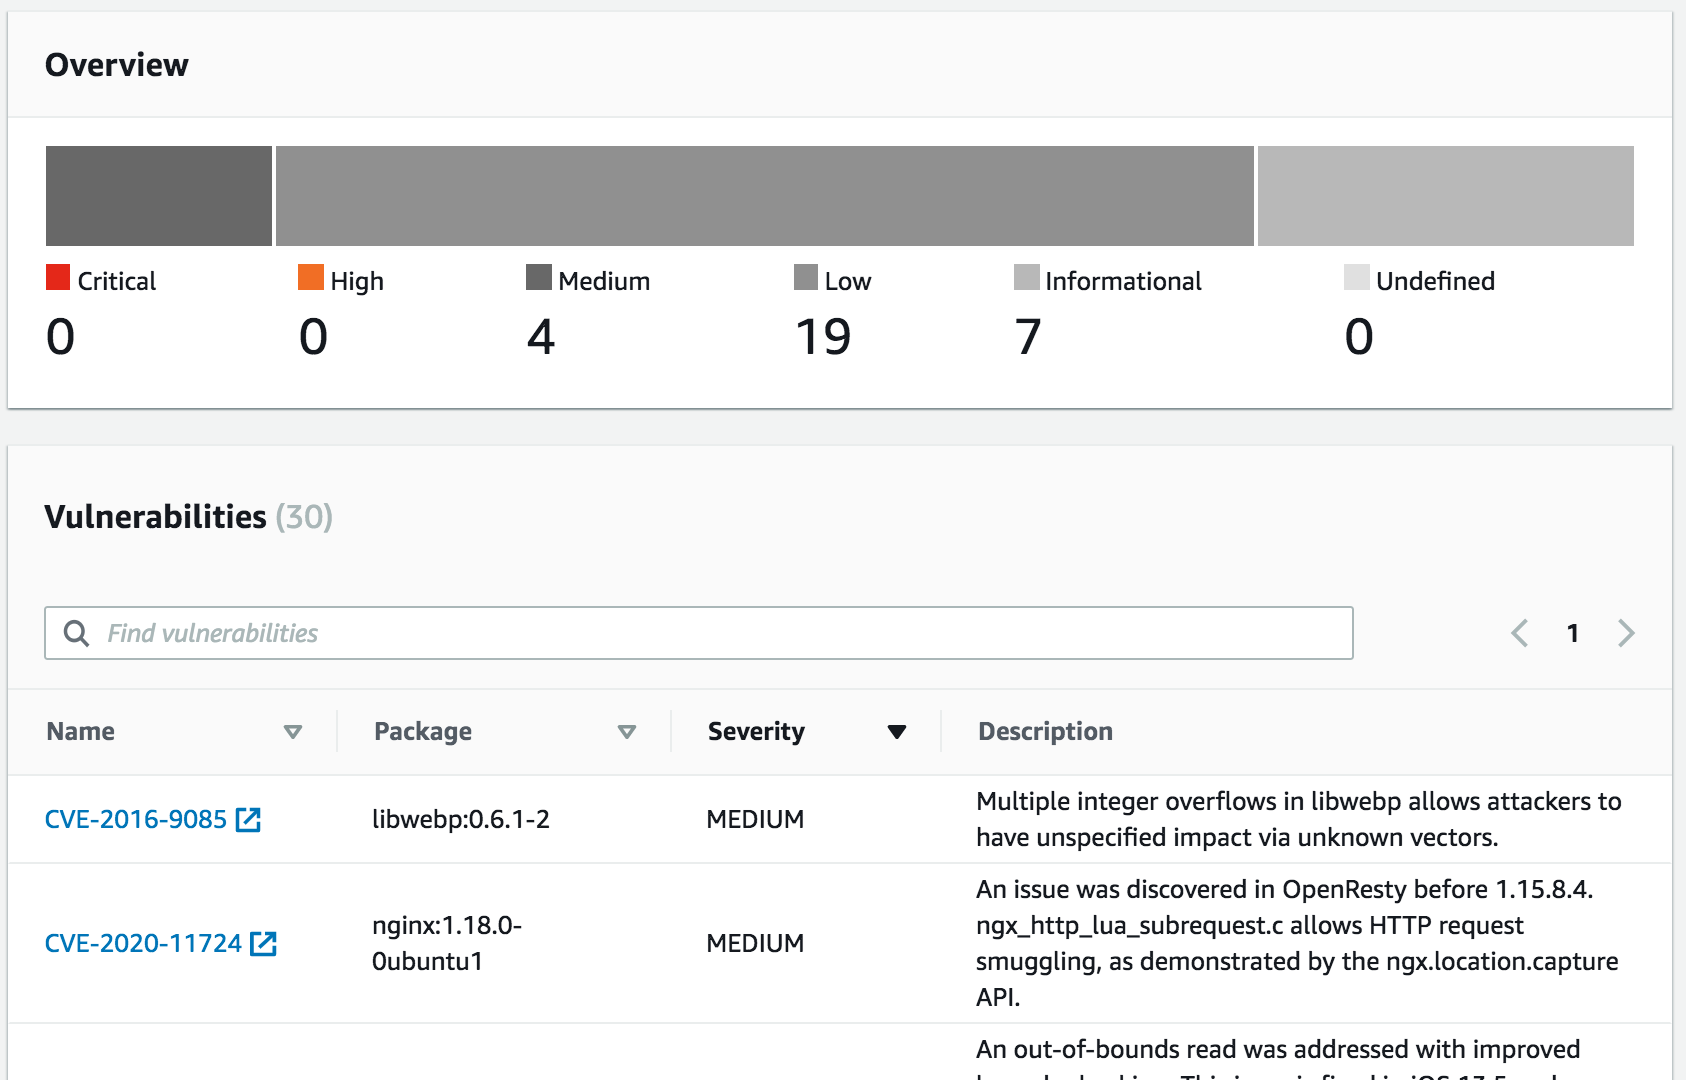 Overview
Critical High Medium Low Informational Undefined
0 0 4 19 7 0
Vulnerabilities (30)
Find vulnerabilities 1
Name Package Severity Description
CVE-2016-9085 libwebp:0.6.1-2 MEDIUM Multiple integer overflows in libwebp allows attackers to
have unspecified impact via unknown vectors.
CVE-2020-11724 nginx:1.18.0-
0ubuntu1 MEDIUM An issue was discovered in OpenResty before 1.15.8.4.
ngx_http_lua_subrequest.c allows HTTP request
smuggling, as demonstrated by the ngx.location.capture
API.
An out-of-bounds read was addressed with improved